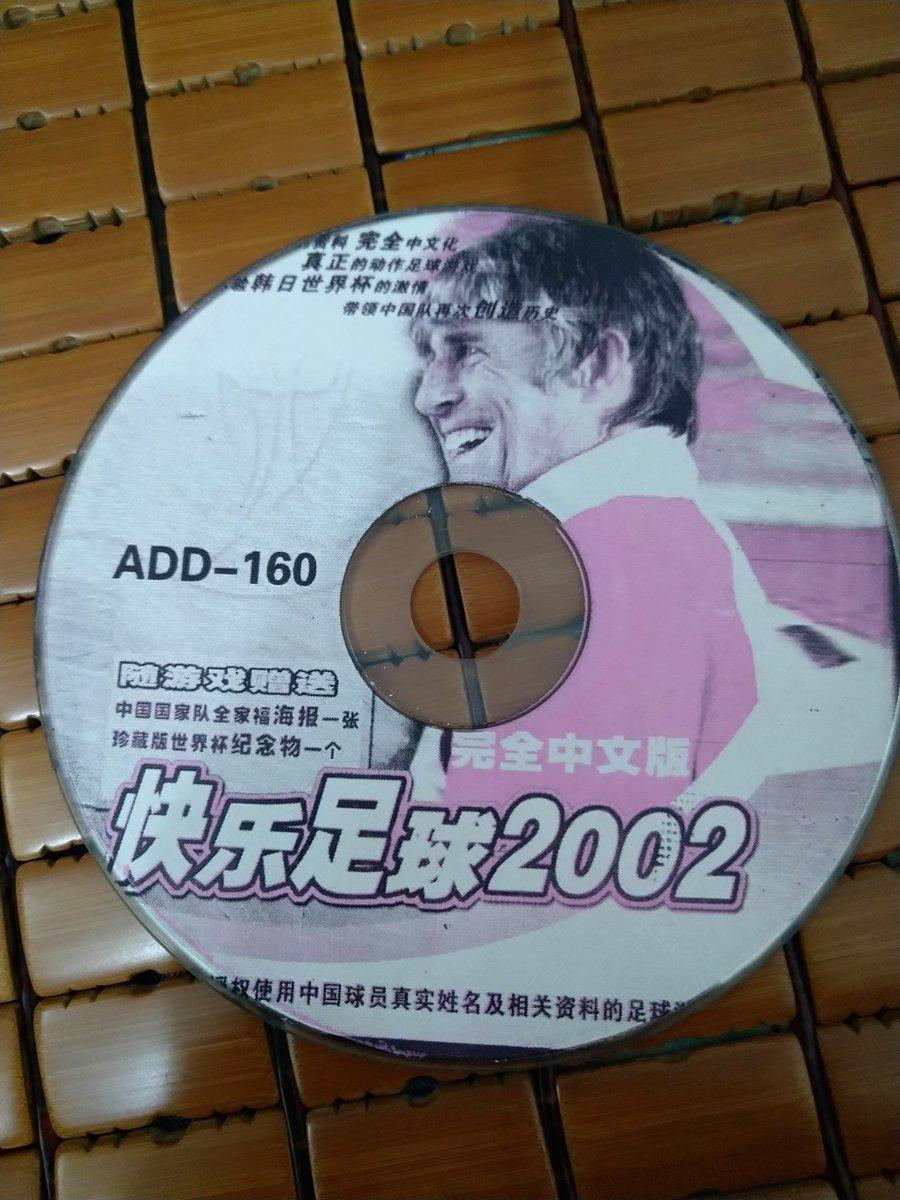 资料 完全中文化
真正的动作足球游戏
验韩日世界杯的激情
带领中国队再次创造历史
ADD-160
随游戏赠送
中国国家队全家福海报一张
珍藏版世界杯纪念物一个
完全中文版
快乐足球2002
授权使用中国球员真实姓名及相关资料的足球